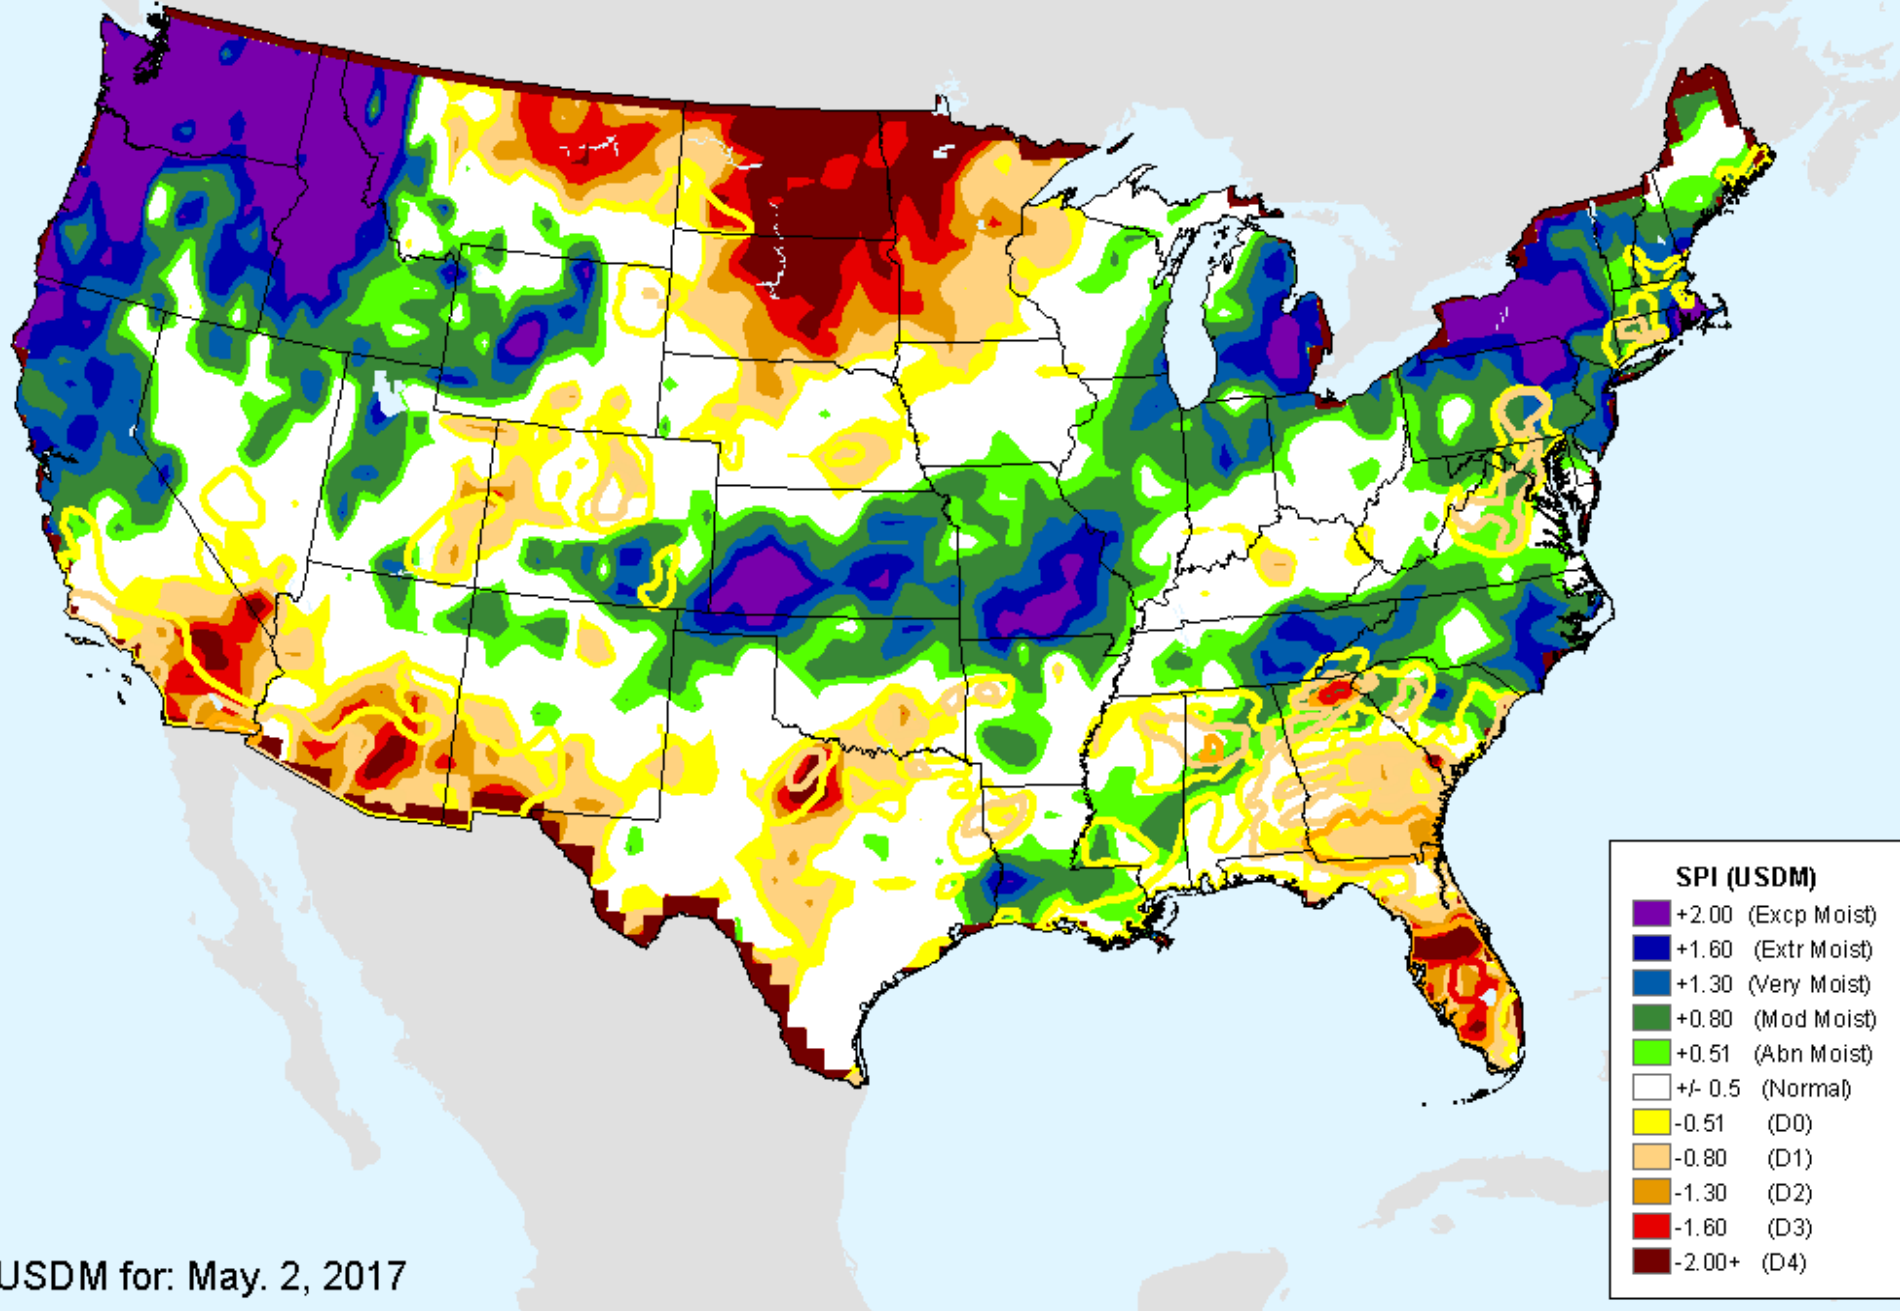 SPI (USDM)
+2.00 (Excp Moist)
+1.60 (Extr Moist)
+1.30 (Very Moist)
+0.80 (Mod Moist)
+0.51 (Abn Moist)
+/- 0.5 (Normal)
-0.51 (D0)
-0.80 (D1)
-1.30 (D2)
-1.60 (D3)
-2.00+ (D4)
USDM for: May. 2, 2017